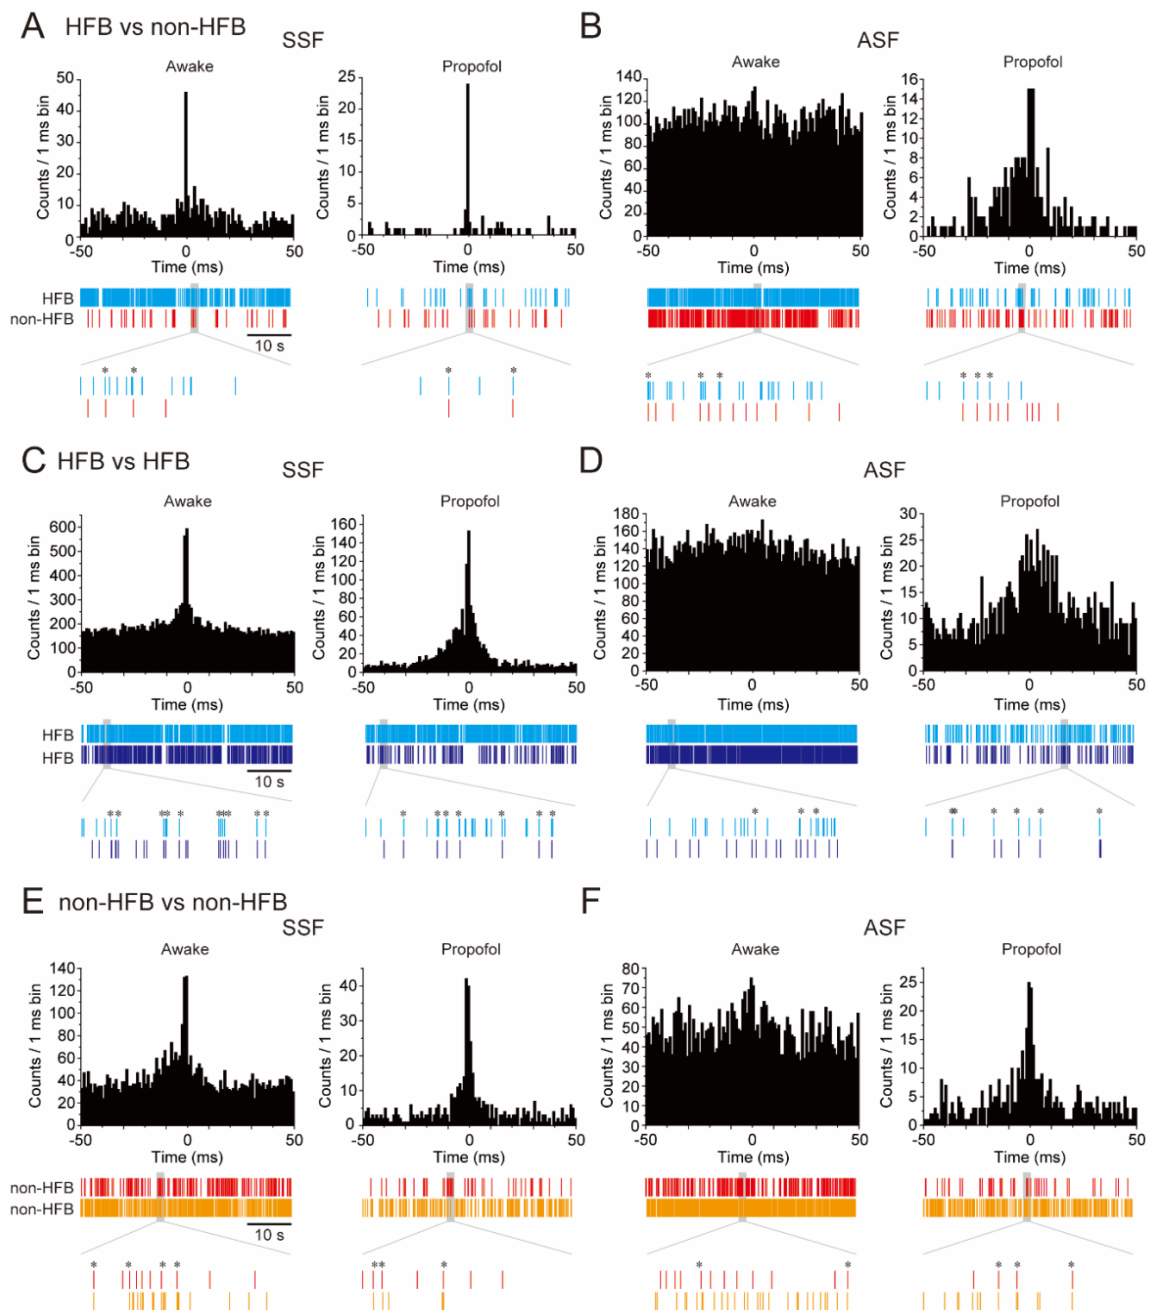 A HFB vs non-HFB
SSF
Awake
Propofol
Counts / 1 ms bin
50
40
30
20
10
0
-50 0 50
Time (ms)
Counts / 1 ms bin
25
20
15
10
5
0
-50 0 50
Time (ms)
HFB
non-HFB
10 s
* *
* *
B
ASF
Awake
Propofol
Counts / 1 ms bin
140
120
100
80
60
40
20
0
-50 0 50
Time (ms)
Counts / 1 ms bin
16
14
12
10
8
6
4
2
0
-50 0 50
Time (ms)
* * *
* * *
C HFB vs HFB
SSF
Awake
Propofol
Counts / 1 ms bin
600
500
400
300
200
100
0
-50 0 50
Time (ms)
Counts / 1 ms bin
160
140
120
100
80
60
40
20
0
-50 0 50
Time (ms)
HFB
HFB
10 s
** ** * *** * *
* ** * * * *
D
ASF
Awake
Propofol
Counts / 1 ms bin
180
160
140
120
100
80
60
40
20
0
-50 0 50
Time (ms)
Counts / 1 ms bin
30
25
20
15
10
5
0
-50 0 50
Time (ms)
* * *
** * * * *
E non-HFB vs non-HFB
SSF
Awake
Propofol
Counts / 1 ms bin
140
120
100
80
60
40
20
0
-50 0 50
Time (ms)
Counts / 1 ms bin
40
30
20
10
0
-50 0 50
Time (ms)
non-HFB
non-HFB
10 s
* * * *
** *
F
ASF
Awake
Propofol
Counts / 1 ms bin
80
70
60
50
40
30
20
10
0
-50 0 50
Time (ms)
Counts / 1 ms bin
25
20
15
10
5
0
-50 0 50
Time (ms)
* *
* * *